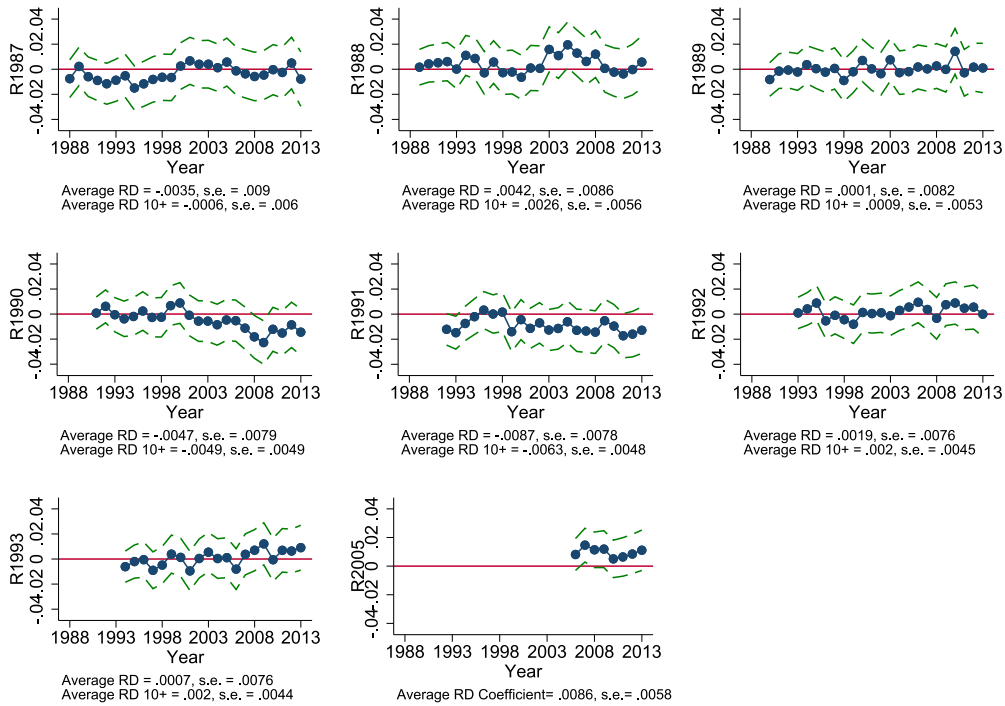 R1987
-.04-.02 0 .02.04
1988 1993 1998 2003 2008 2013
Year
Average RD = -.0035, s.e. = .009
Average RD 10+ = -.0006, s.e. = .006
R1988
-.04-.02 0 .02.04
1988 1993 1998 2003 2008 2013
Year
Average RD = .0042, s.e. = .0086
Average RD 10+ = .0026, s.e. = .0056
R1989
-.04-.02 0 .02.04
1988 1993 1998 2003 2008 2013
Year
Average RD = .0001, s.e. = .0082
Average RD 10+ = .0009, s.e. = .0053
R1990
-.04-.02 0 .02.04
1988 1993 1998 2003 2008 2013
Year
Average RD = -.0047, s.e. = .0079
Average RD 10+ = -.0049, s.e. = .0049
R1991
-.04-.02 0 .02.04
1988 1993 1998 2003 2008 2013
Year
Average RD = -.0087, s.e. = .0078
Average RD 10+ = -.0063, s.e. = .0048
R1992
-.04-.02 0 .02.04
1988 1993 1998 2003 2008 2013
Year
Average RD = .0019, s.e. = .0076
Average RD 10+ = .002, s.e. = .0045
R1993
-.04-.02 0 .02.04
1988 1993 1998 2003 2008 2013
Year
Average RD = .0007, s.e. = .0076
Average RD 10+ = .002, s.e. = .0044
R2005
-.04-.02 0 .02.04
1988 1993 1998 2003 2008 2013
Year
Average RD Coefficient= .0086, s.e.= .0058